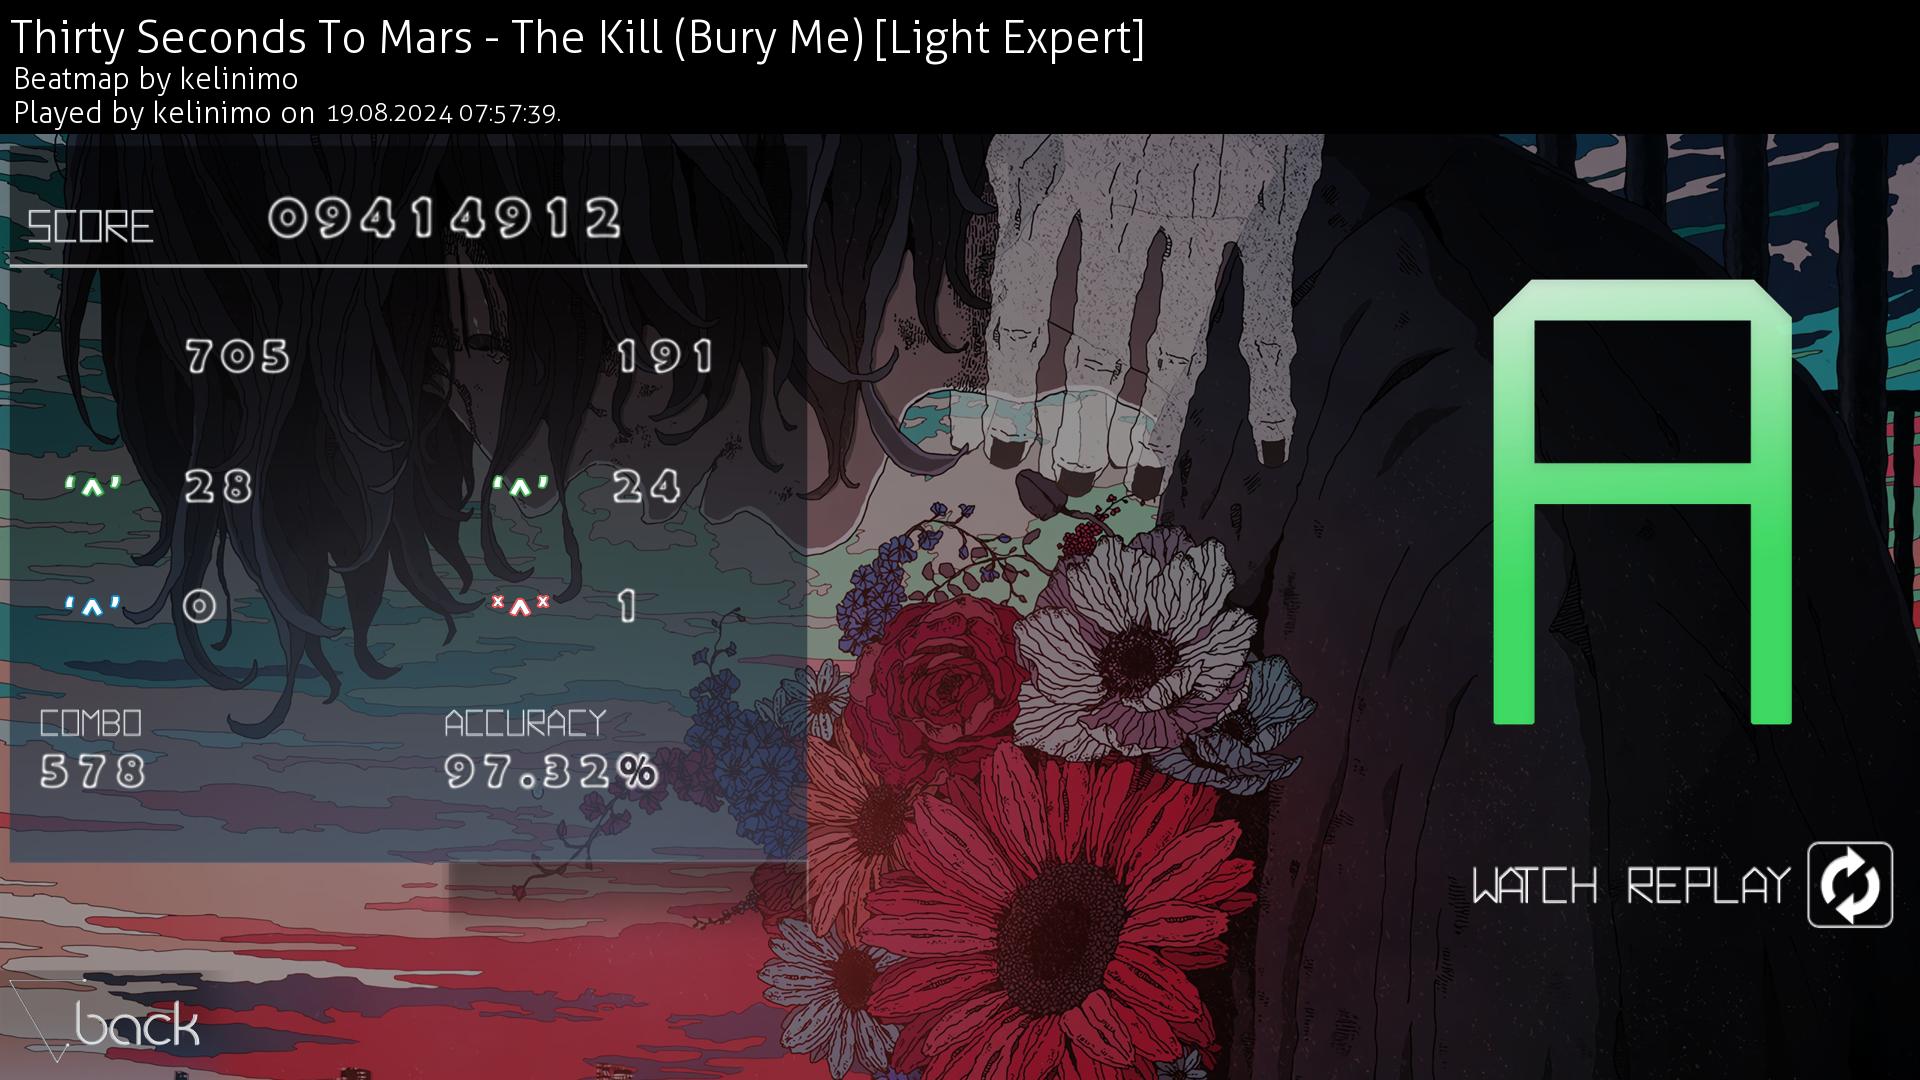 Thirty Seconds To Mars - The Kill (Bury Me) [Light Expert]
Beatmap by kelinimo
Played by kelinimo on 19.08.2024 07:57:39.
SCORE 09414912
705 191
'^' 28 '^' 24
'^' 0 x^x 1
COMBO ACCURACY
578 97.32%
WATCH REPLAY
back